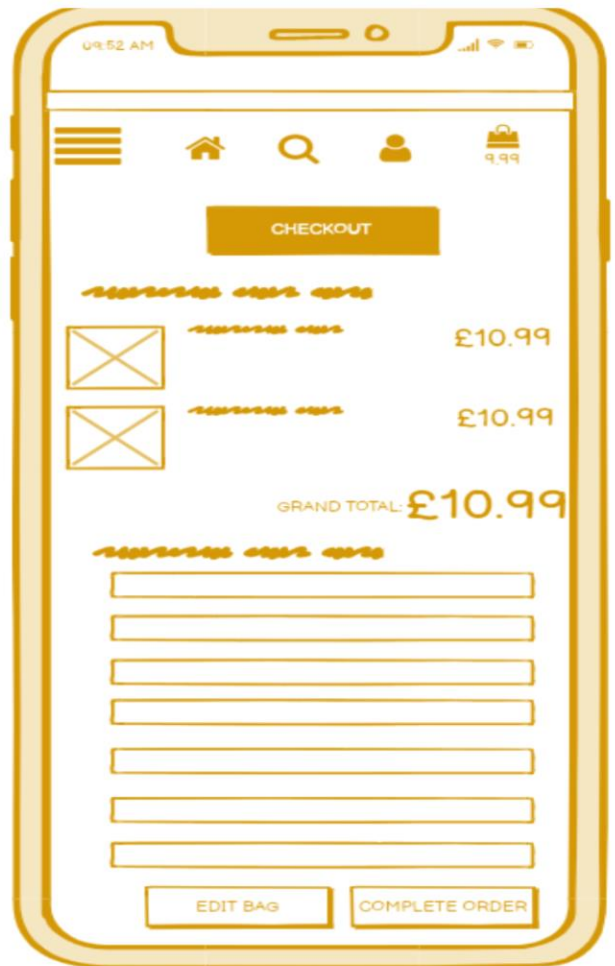 09:52 AM
9.99
CHECKOUT
£10.99
£10.99
GRAND TOTAL: £10.99
EDIT BAG
COMPLETE ORDER